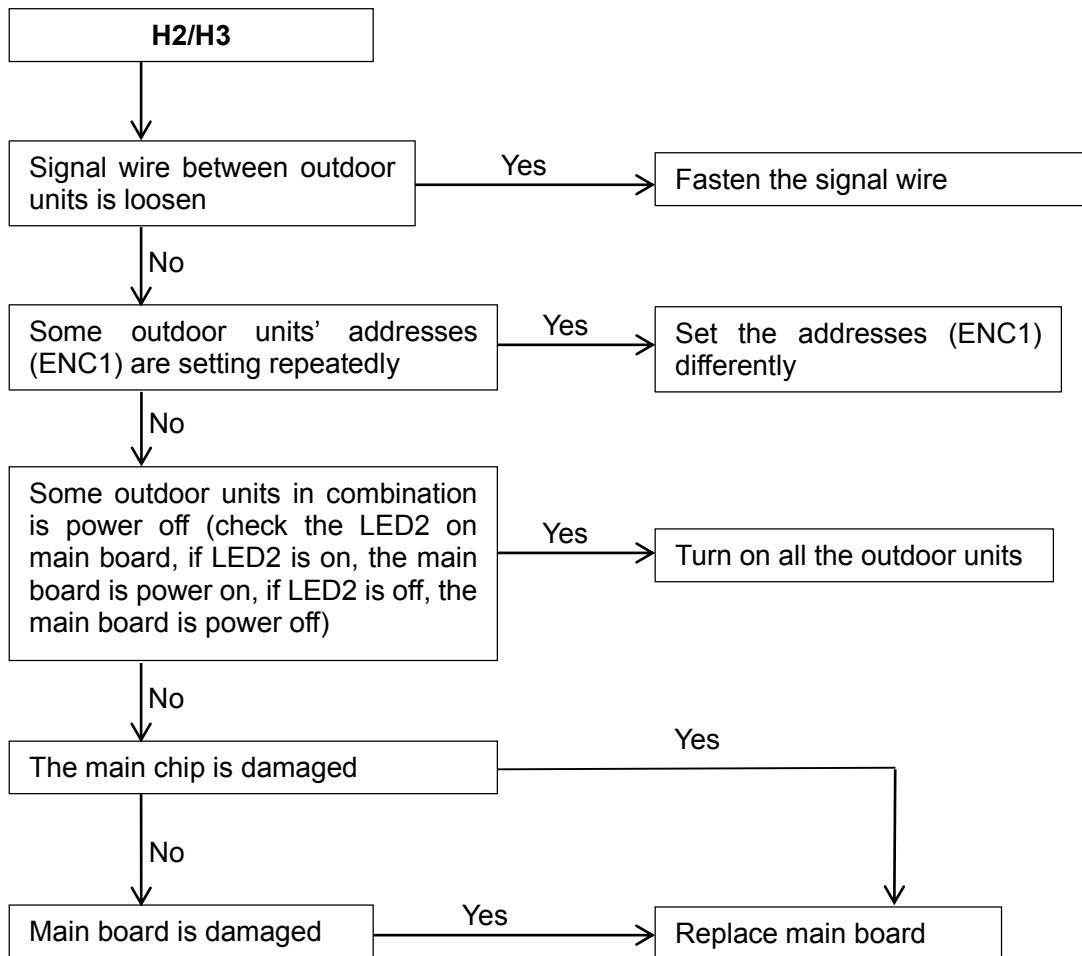 H2/H3
Signal wire between outdoor
units is loosen
Yes
Fasten the signal wire
No
Some outdoor units’ addresses
(ENC1) are setting repeatedly
Yes
Set the addresses (ENC1)
differently
No
Some outdoor units in combination
is power off (check the LED2 on
main board, if LED2 is on, the main
board is power on, if LED2 is off, the
main board is power off)
Yes
Turn on all the outdoor units
No
The main chip is damaged
Yes
No
Main board is damaged
Yes
Replace main board